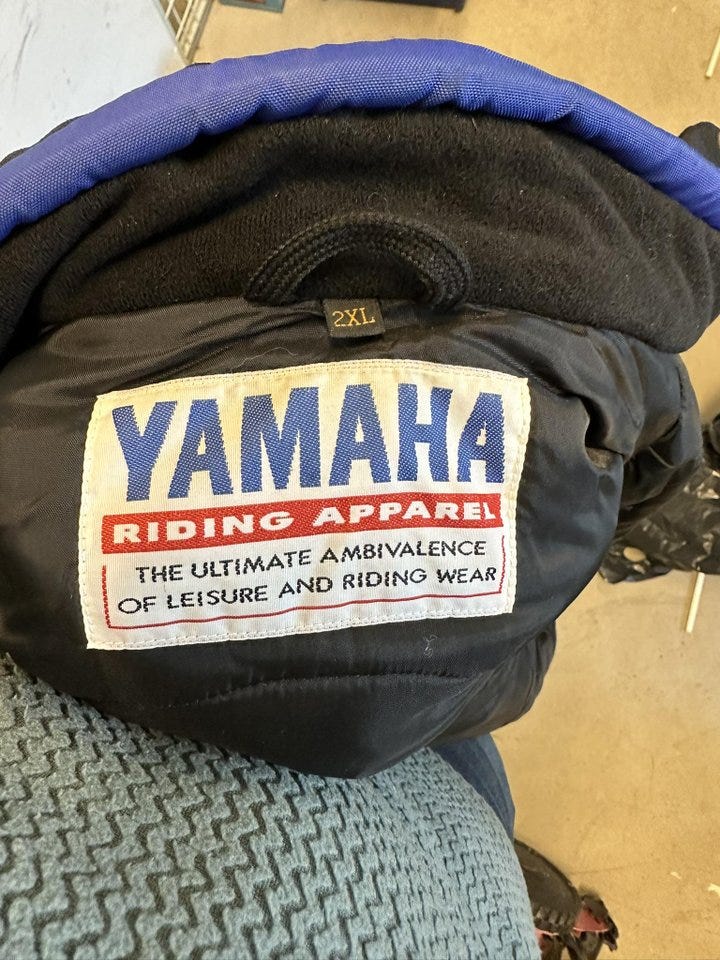 2XL
YAMAHA
RIDING APPAREL
THE ULTIMATE AMBIVALENCE
OF LEISURE AND RIDING WEAR